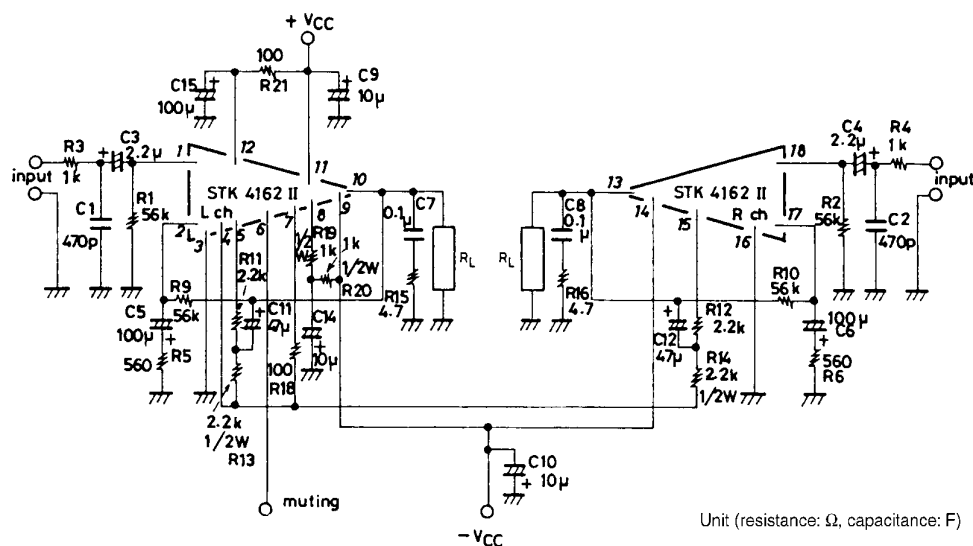 + VCC
100
R21
C15
100μ
+
C9
10μ
+
R3
1k
input
C3
2.2μ
+
C1
470p
R1
56k
1
12
11
10
STK 4162 II
L ch
2
3
4
5
6
7
8
9
C7
0.1μ
R15
4.7
RL
R19
1k
1/2W
1k
1/2W
R20
R11
2.2k
C11
47μ
+
C14
10μ
+
R9
56k
C5
100μ
+
560
R5
100
R18
2.2k
1/2W
R13
muting
-VCC
C10
10μ
+
RL
C8
0.1μ
R16
4.7
13
14
15
16
17
18
STK 4162 II
R ch
C4
2.2μ
+
R4
1k
input
R2
56k
C2
470p
R10
56k
100μ
C6
+
560
R6
R12
2.2k
C12
47μ
+
R14
2.2k
1/2W
Unit (resistance: Ω, capacitance: F)